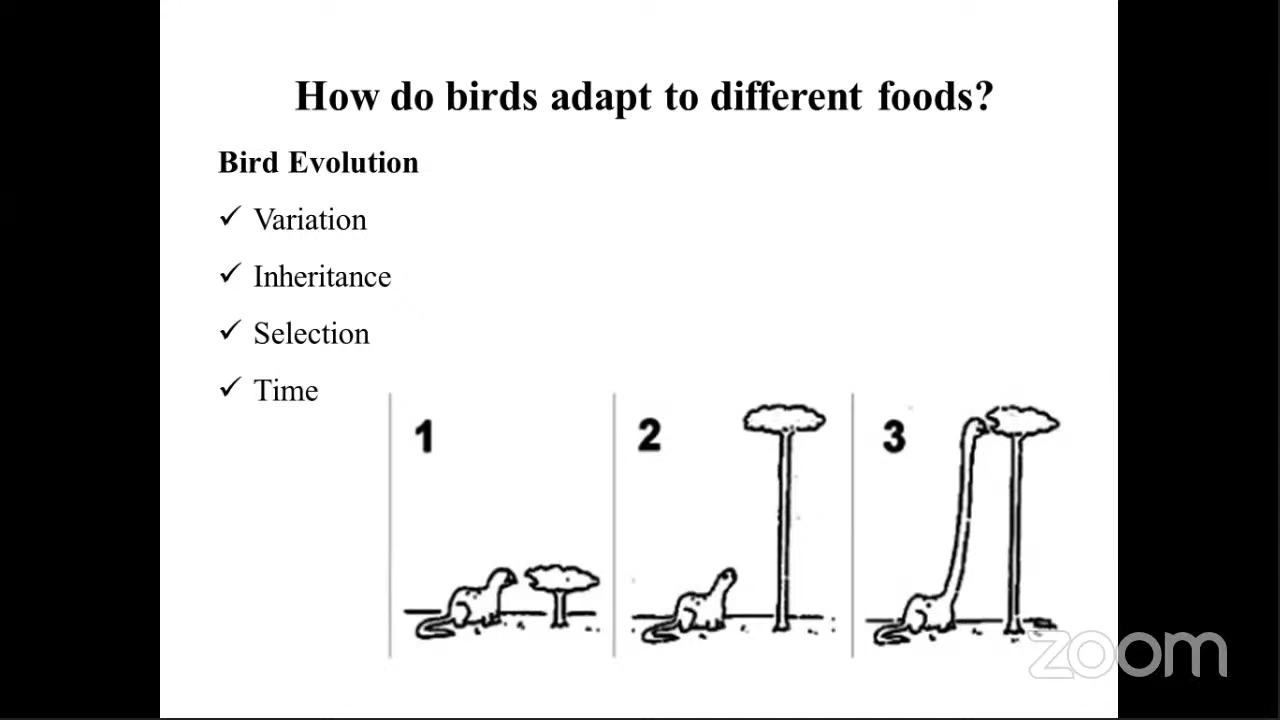 How do birds adapt to different foods?
Bird Evolution
✓ Variation
✓ Inheritance
✓ Selection
✓ Time
1
2
3
zoom